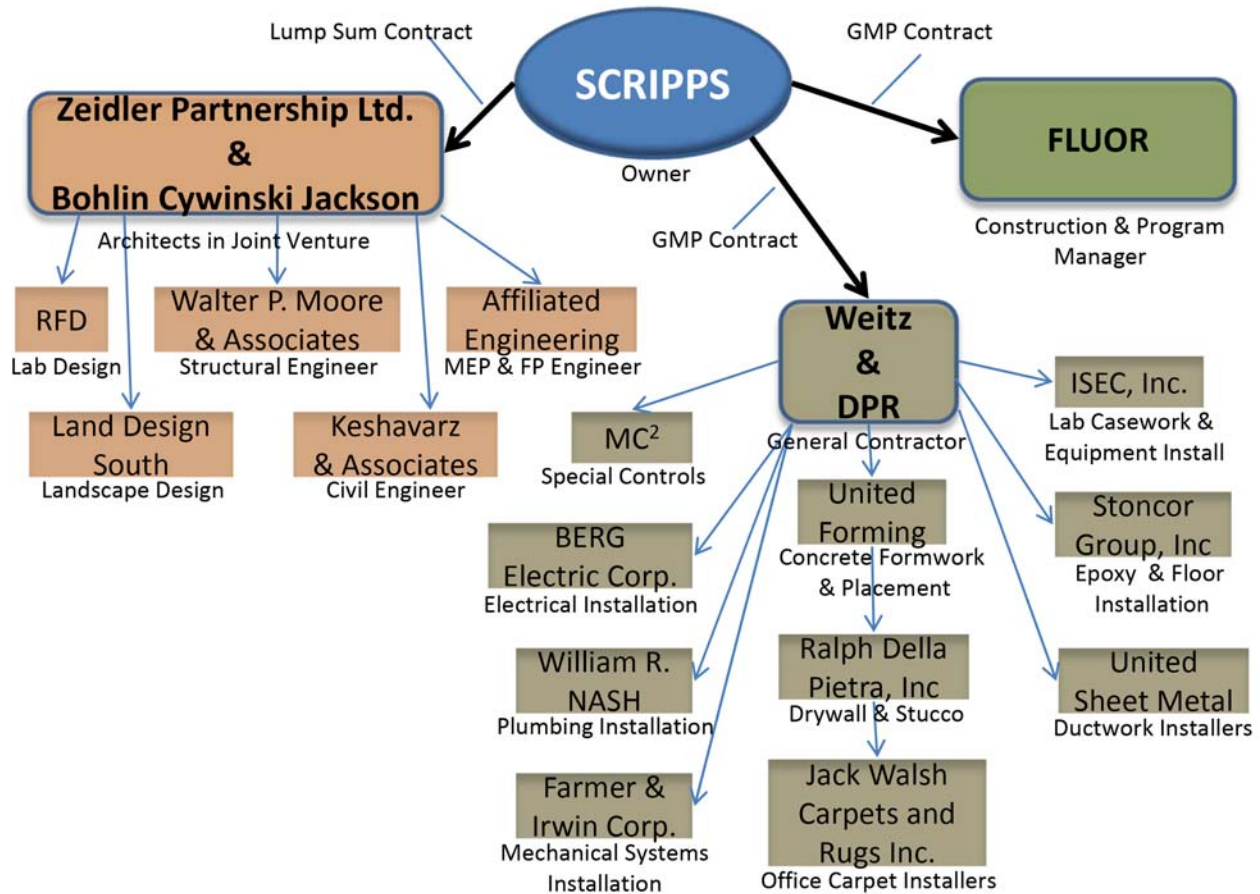 Lump Sum Contract
SCRIPPS
Owner
GMP Contract
Zeidler Partnership Ltd.
&
Bohlin Cywinski Jackson
Architects in Joint Venture
GMP Contract
FLUOR
Construction & Program
Manager
RFD
Lab Design
Walter P. Moore
& Associates
Structural Engineer
Affiliated
Engineering
MEP & FP Engineer
Land Design
South
Landscape Design
Keshavarz
& Associates
Civil Engineer
Weitz
&
DPR
General Contractor
MC²
Special Controls
ISEC, Inc.
Lab Casework &
Equipment Install
BERG
Electric Corp.
Electrical Installation
United
Forming
Concrete Formwork
& Placement
Stoncor
Group, Inc
Epoxy & Floor
Installation
William R.
NASH
Plumbing Installation
Ralph Della
Pietra, Inc
Drywall & Stucco
United
Sheet Metal
Ductwork Installers
Farmer &
Irwin Corp.
Mechanical Systems
Installation
Jack Walsh
Carpets and
Rugs Inc.
Office Carpet Installers